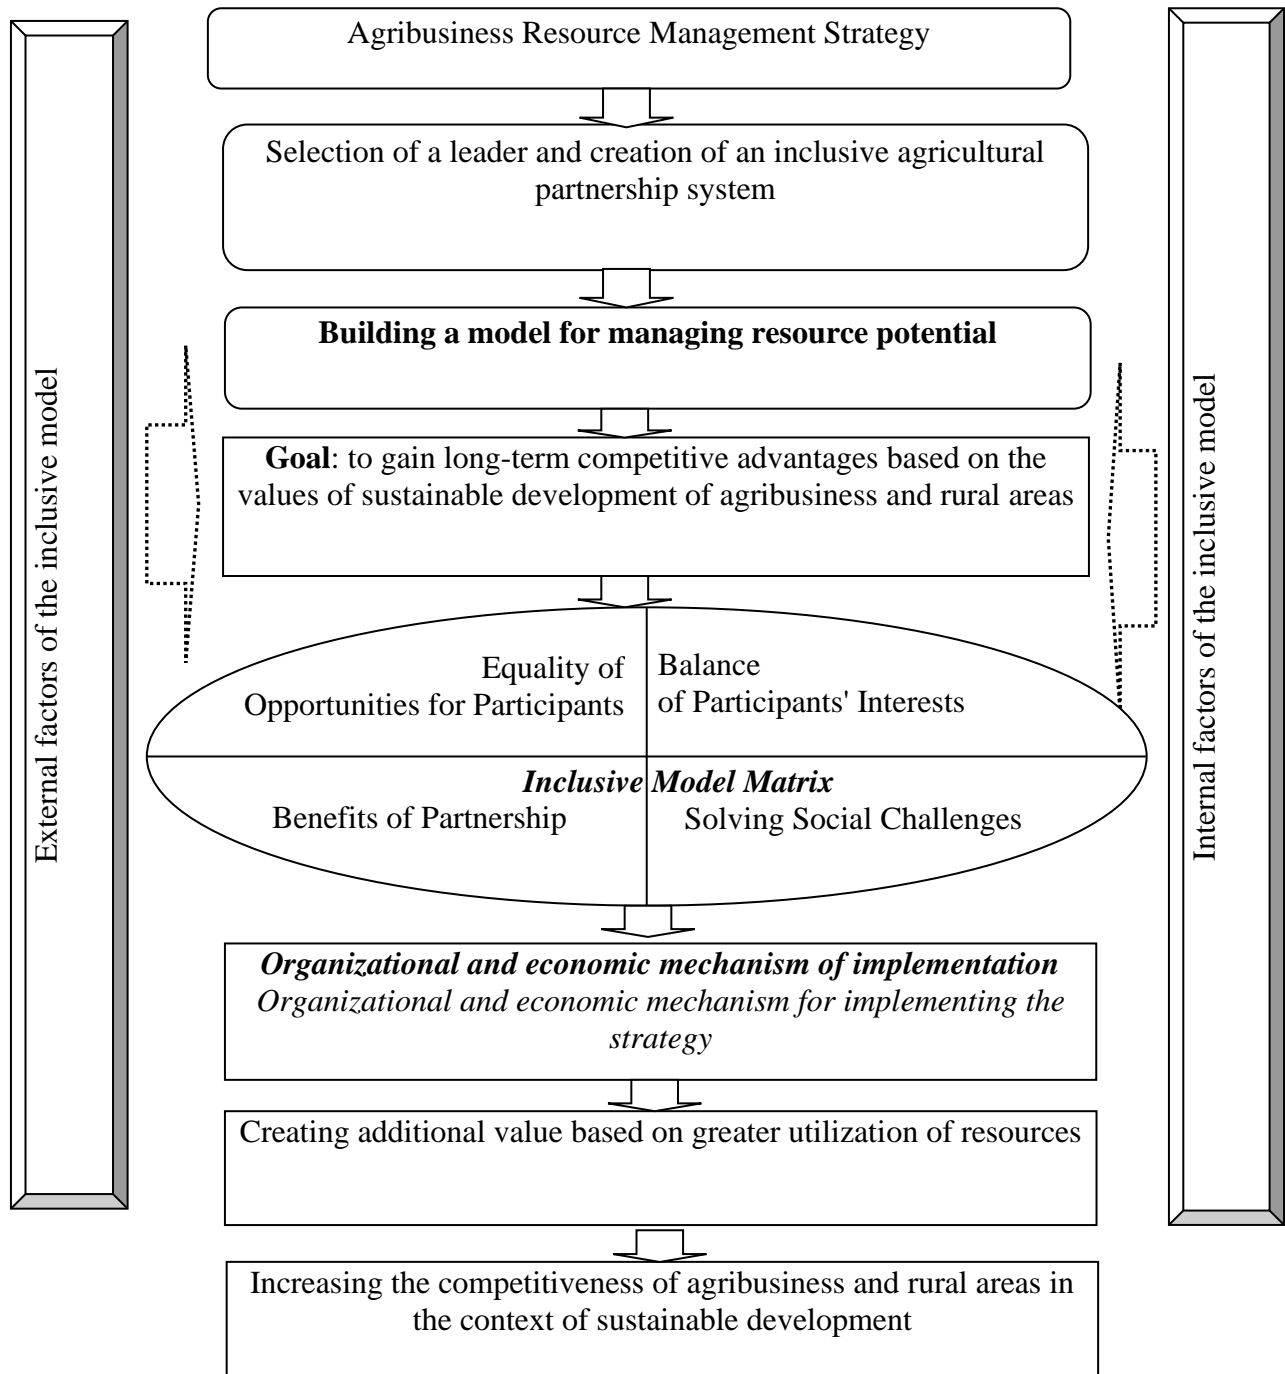 Agribusiness Resource Management Strategy
Selection of a leader and creation of an inclusive agricultural
partnership system
Building a model for managing resource potential
Goal: to gain long-term competitive advantages based on the
values of sustainable development of agribusiness and rural areas
External factors of the inclusive model
Internal factors of the inclusive model
Equality of
Opportunities for Participants
Balance
of Participants' Interests
Inclusive Model Matrix
Benefits of Partnership
Solving Social Challenges
Organizational and economic mechanism of implementation
Organizational and economic mechanism for implementing the
strategy
Creating additional value based on greater utilization of resources
Increasing the competitiveness of agribusiness and rural areas in
the context of sustainable development